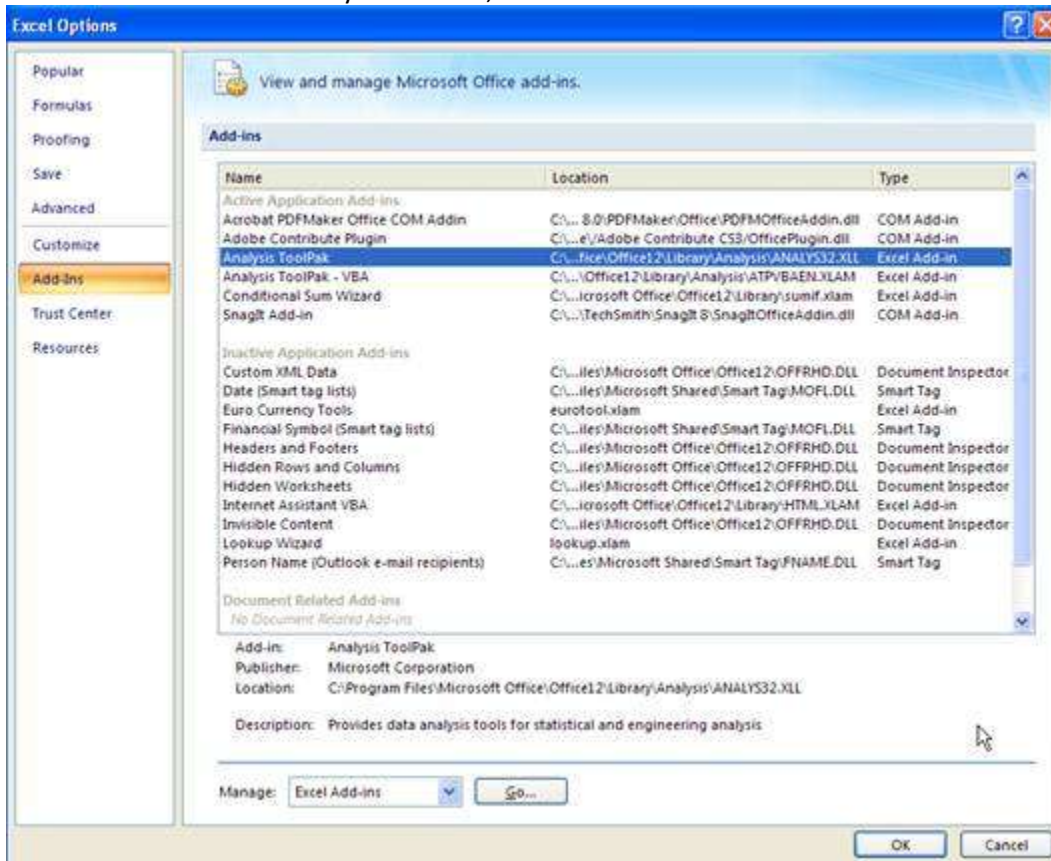 Excel Options
Popular
Formulas
Proofing
Save
Advanced
Customize
Add-Ins
Trust Center
Resources
View and manage Microsoft Office add-ins.
Add-ins
Name Location Type
Active Application Add-ins
Acrobat PDFMaker Office COM Addin C:\... 8.0\PDFMaker\Office\PDFMOfficeAddin.dll COM Add-in
Adobe Contribute Plugin C:\...e\/Adobe Contribute CS3/OfficePlugin.dll COM Add-in
Analysis ToolPak C:\...fice\Office12\Library\Analysis\ANALYS32.XLL Excel Add-in
Analysis ToolPak - VBA C:\...\Office12\Library\Analysis\ATPVBAEN.XLAM Excel Add-in
Conditional Sum Wizard C:\...icrosoft Office\Office12\Library\sumif.xlam Excel Add-in
SnagIt Add-in C:\...\TechSmith\SnagIt 8\SnagItOfficeAddin.dll COM Add-in
Inactive Application Add-ins
Custom XML Data C:\...iles\Microsoft Office\Office12\OFFRHD.DLL Document Inspector
Date (Smart tag lists) C:\...iles\Microsoft Shared\Smart Tag\MOFL.DLL Smart Tag
Euro Currency Tools eurotool.xlam Excel Add-in
Financial Symbol (Smart tag lists) C:\...iles\Microsoft Shared\Smart Tag\MOFL.DLL Smart Tag
Headers and Footers C:\...iles\Microsoft Office\Office12\OFFRHD.DLL Document Inspector
Hidden Rows and Columns C:\...iles\Microsoft Office\Office12\OFFRHD.DLL Document Inspector
Hidden Worksheets C:\...iles\Microsoft Office\Office12\OFFRHD.DLL Document Inspector
Internet Assistant VBA C:\...icrosoft Office\Office12\Library\HTML.XLAM Excel Add-in
Invisible Content C:\...iles\Microsoft Office\Office12\OFFRHD.DLL Document Inspector
Lookup Wizard lookup.xlam Excel Add-in
Person Name (Outlook e-mail recipients) C:\...es\Microsoft Shared\Smart Tag\FNAME.DLL Smart Tag
Document Related Add-ins
No Document Related Add-ins
Add-in: Analysis ToolPak
Publisher: Microsoft Corporation
Location: C:\Program Files\Microsoft Office\Office12\Library\Analysis\ANALYS32.XLL
Description: Provides data analysis tools for statistical and engineering analysis
Manage: Excel Add-ins Go...
OK Cancel